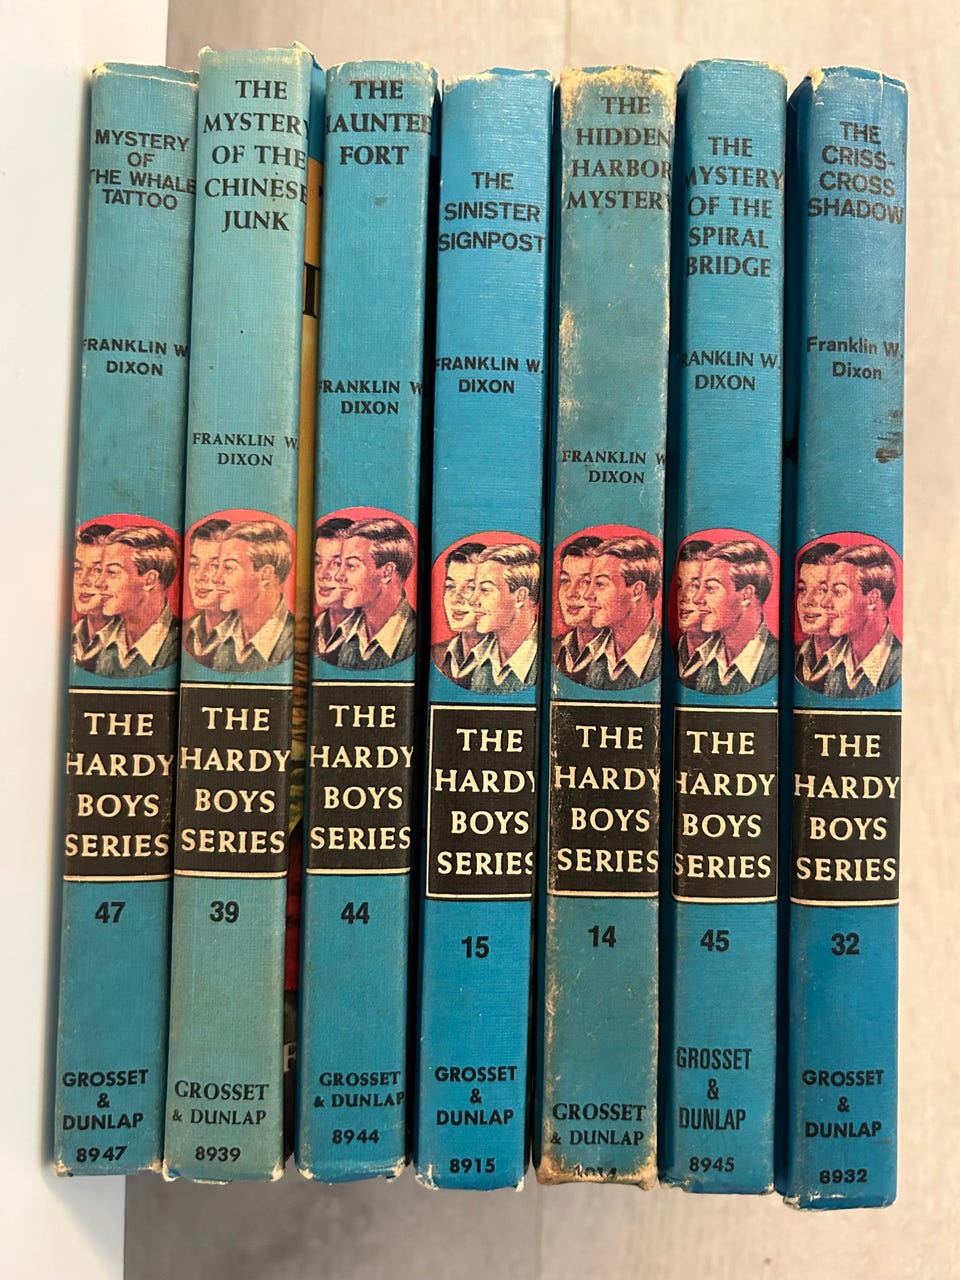 MYSTERY
OF
THE WHALE
TATTOO
FRANKLIN W.
DIXON
THE
HARDY
BOYS
SERIES
47
GROSSET
&
DUNLAP
8947
THE
MYSTERY
OF THE
CHINESE
JUNK
FRANKLIN W.
DIXON
THE
HARDY
BOYS
SERIES
39
GROSSET
& DUNLAP
8939
THE
HAUNTED
FORT
FRANKLIN W.
DIXON
THE
HARDY
BOYS
SERIES
44
GROSSET
& DUNLAP
8944
THE
SINISTER
SIGNPOST
FRANKLIN W.
DIXON
THE
HARDY
BOYS
SERIES
15
GROSSET
&
DUNLAP
8915
THE
HIDDEN
HARBOR
MYSTERY
FRANKLIN W.
DIXON
THE
HARDY
BOYS
SERIES
14
GROSSET
& DUNLAP
THE
MYSTERY
OF THE
SPIRAL
BRIDGE
FRANKLIN W.
DIXON
THE
HARDY
BOYS
SERIES
45
GROSSET
&
DUNLAP
8945
THE
CRISS-
CROSS
SHADOW
Franklin W.
Dixon
THE
HARDY
BOYS
SERIES
32
GROSSET
&
DUNLAP
8932